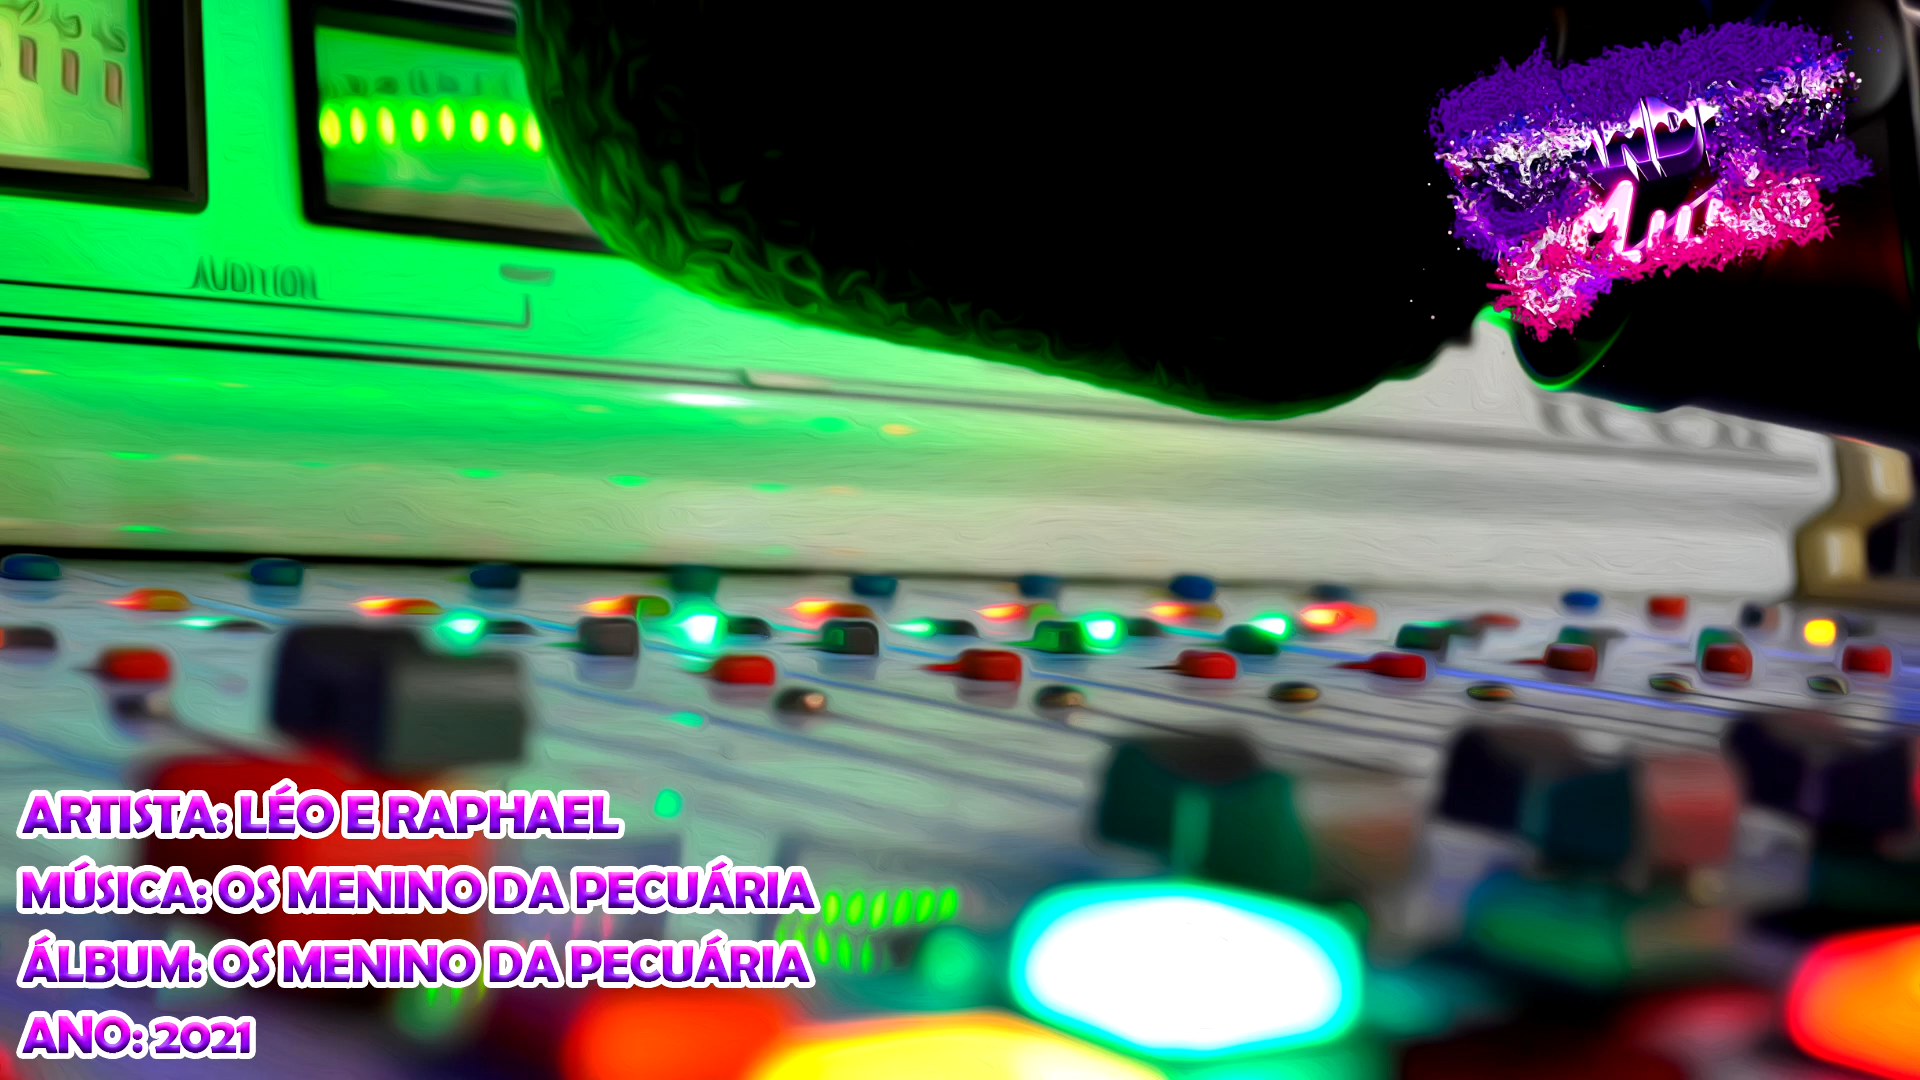 AUDITION
ARTISTA: LÉO E RAPHAEL
MÚSICA: OS MENINO DA PECUÁRIA
ÁLBUM: OS MENINO DA PECUÁRIA
ANO: 2021